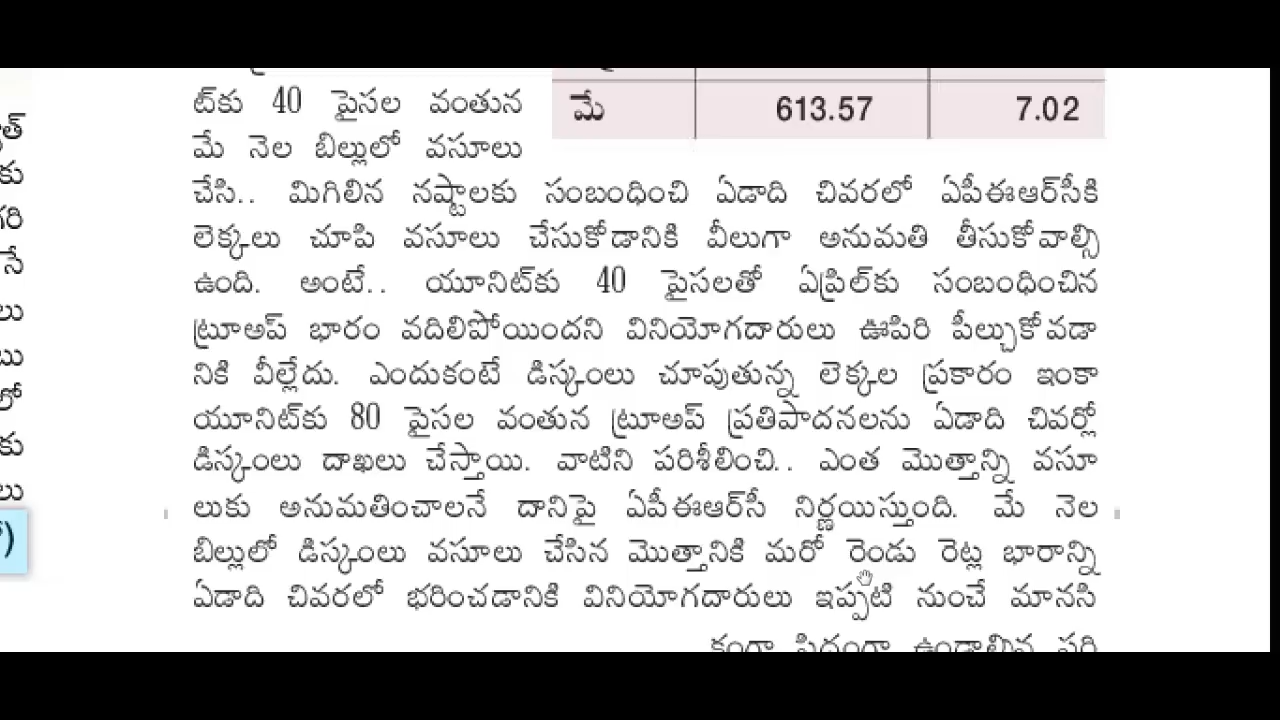 మే 613.57 7.02
ట్‌కు 40 పైసల వంతున
మే నెల బిల్లులో వసూలు
చేసి.. మిగిలిన నష్టాలకు సంబంధించి ఏడాది చివరలో ఏపీఈఆర్‌సీకి
లెక్కలు చూపి వసూలు చేసుకోడానికి వీలుగా అనుమతి తీసుకోవాల్సి
ఉంది. అంటే.. యూనిట్‌కు 40 పైసలతో ఏప్రిల్‌కు సంబంధించిన
ట్రూఅప్ భారం వదిలిపోయిందని వినియోగదారులు ఊపిరి పీల్చుకోవడా
నికి వీల్లేదు. ఎందుకంటే డిస్కంలు చూపుతున్న లెక్కల ప్రకారం ఇంకా
యూనిట్‌కు 80 పైసల వంతున ట్రూఅప్ ప్రతిపాదనలను ఏడాది చివర్లో
డిస్కంలు దాఖలు చేస్తాయి. వాటిని పరిశీలించి.. ఎంత మొత్తాన్ని వసూ
లుకు అనుమతించాలనే దానిపై ఏపీఈఆర్‌సీ నిర్ణయిస్తుంది. మే నెల
బిల్లులో డిస్కంలు వసూలు చేసిన మొత్తానికి మరో రెండు రెట్ల భారాన్ని
ఏడాది చివరలో భరించడానికి వినియోగదారులు ఇప్పటి నుంచే మానసి
కు
గరి
సే
లు
కు
లు